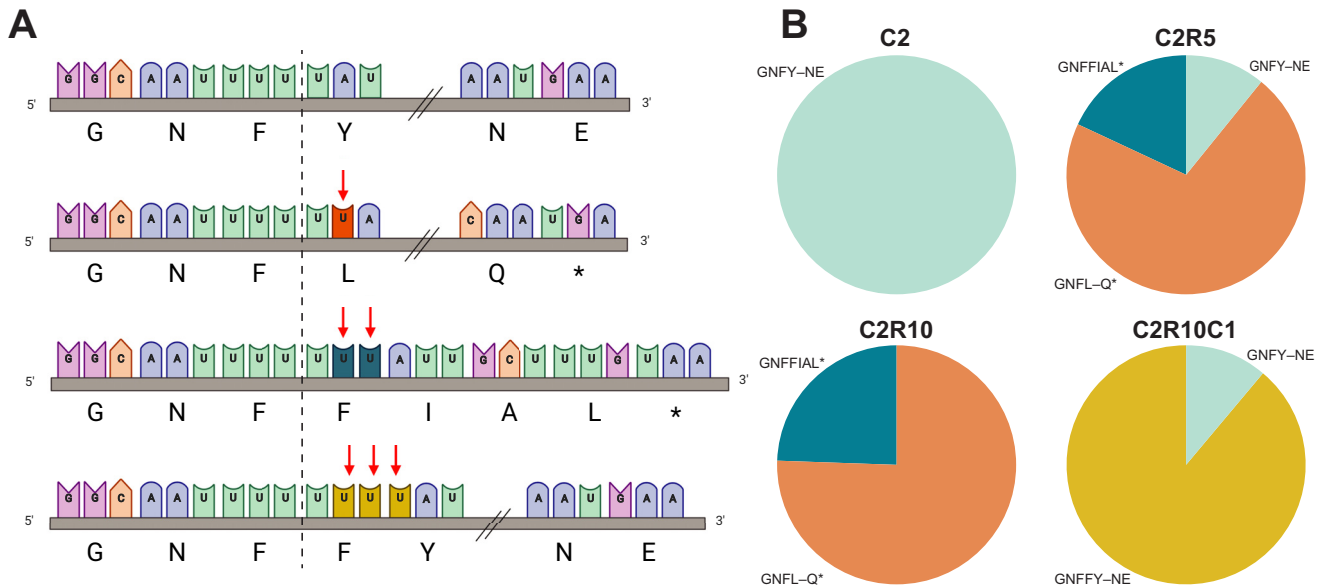 A
G G C A A U U U U U A U A A U G A A
5' 3'
G N F Y N E
G G C A A U U U U U U A C A A U G A
5' 3'
G N F L Q *
G G C A A U U U U U U U A U U G C U U U G U A A
5' 3'
G N F F I A L *
G G C A A U U U U U U U U A U A A U G A A
5' 3'
G N F F Y N E
B
C2
GNFY–NE
C2R5
GNFFIAL*
GNFY–NE
GNFL–Q*
C2R10
GNFFIAL*
GNFL–Q*
C2R10C1
GNFY–NE
GNFFY–NE